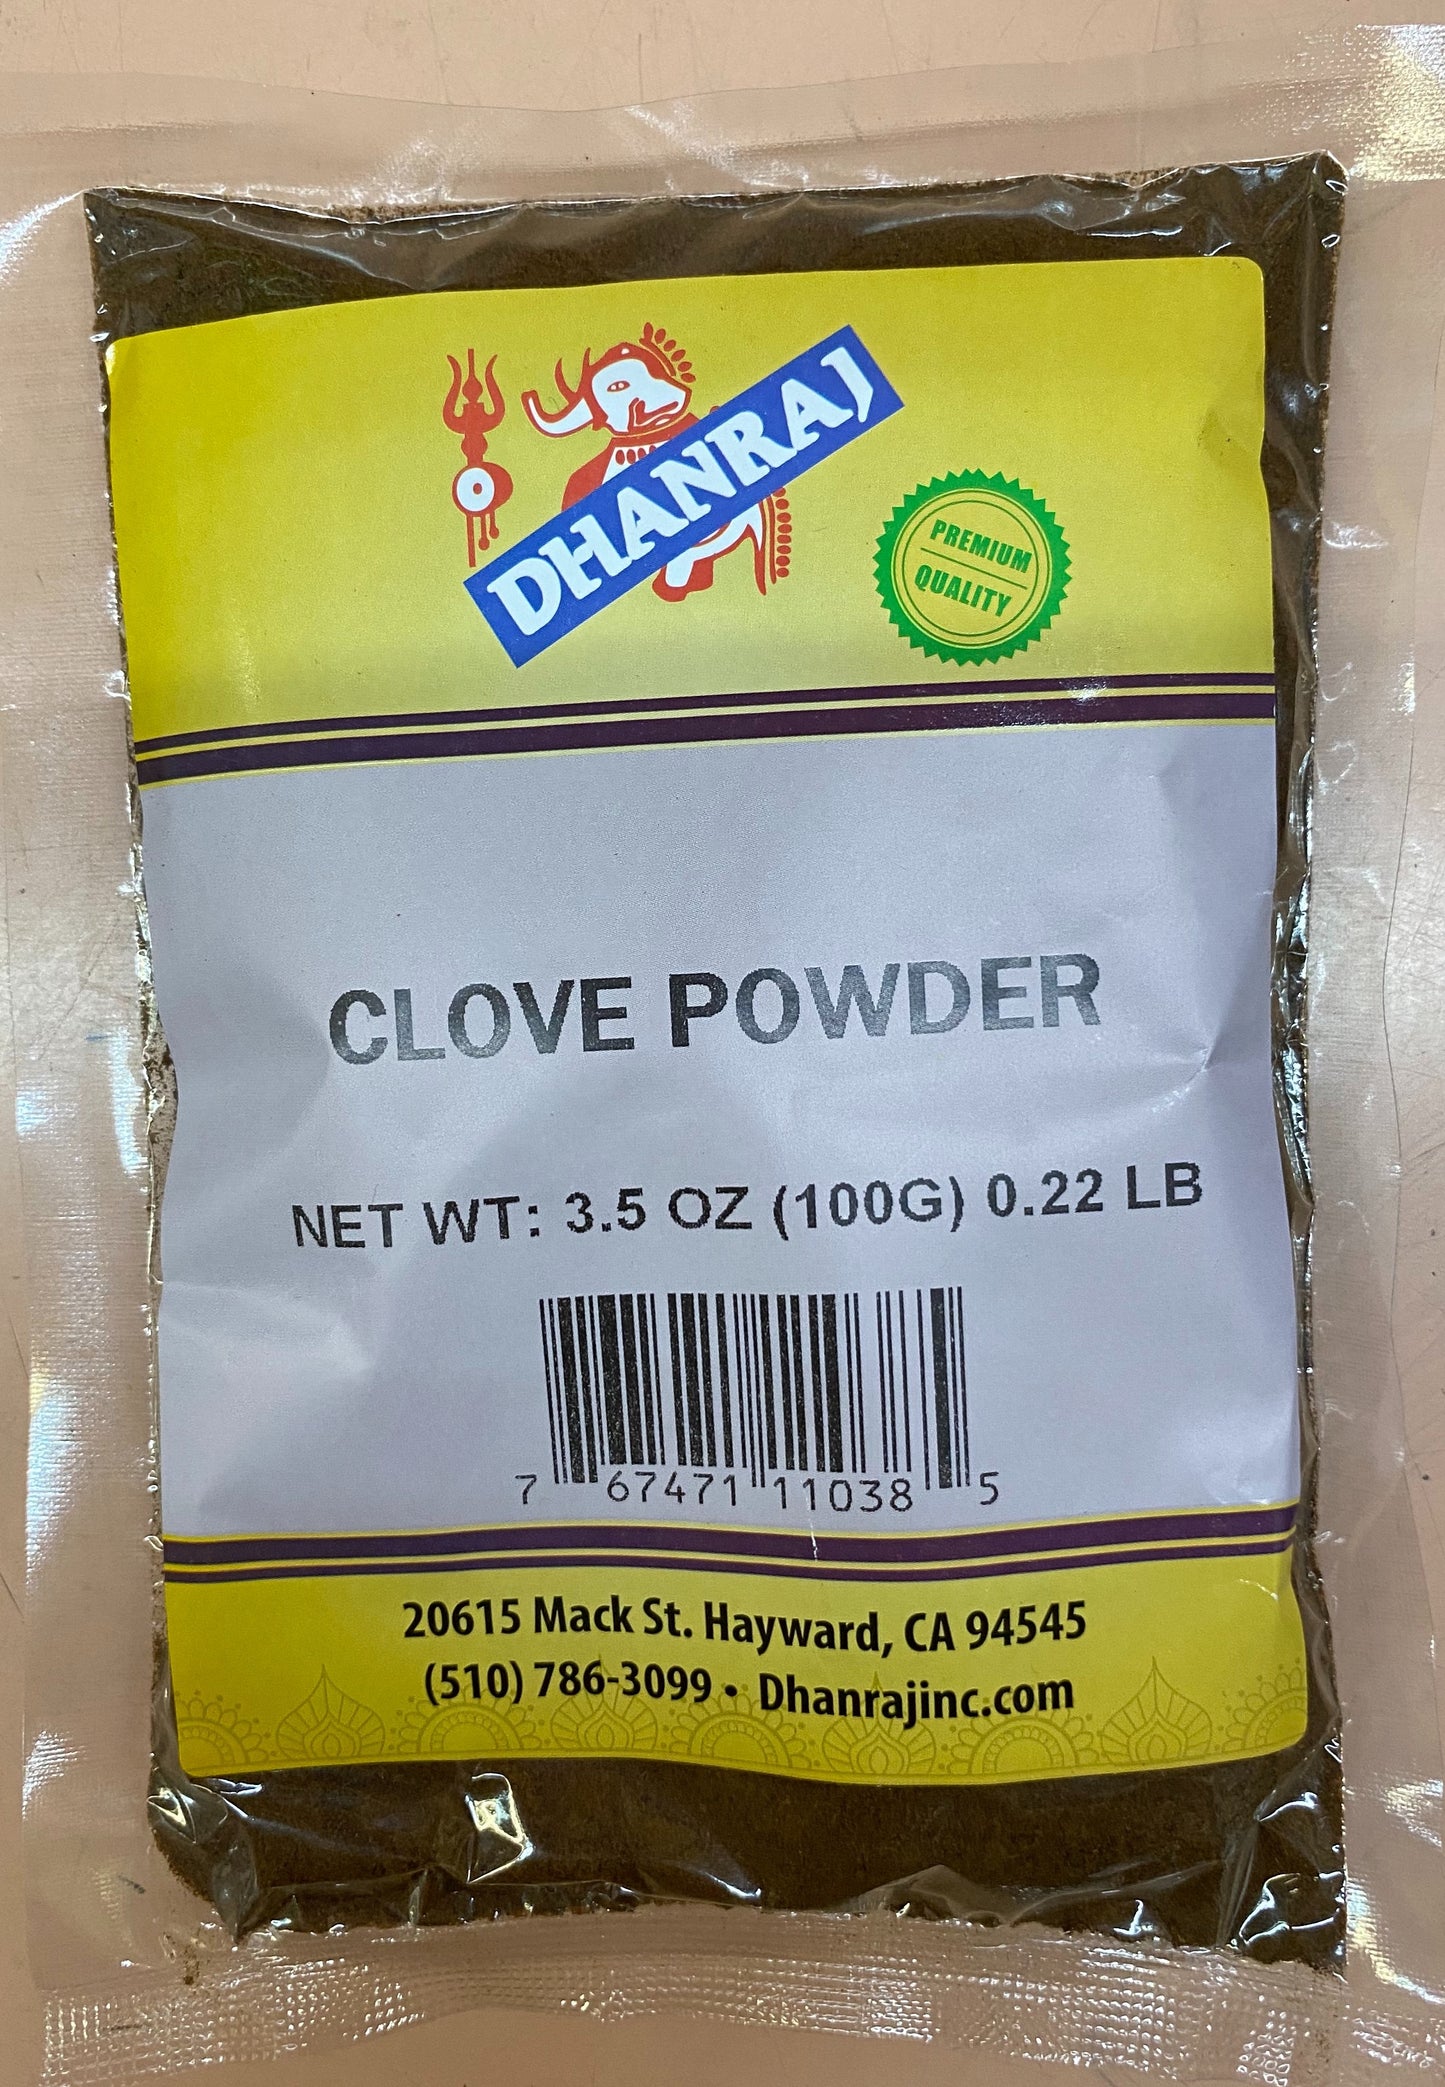 DHANRAJ
PREMIUM
QUALITY
CLOVE POWDER
NET WT: 3.5 OZ (100G) 0.22 LB
7 67471 11038 5
20615 Mack St. Hayward, CA 94545
(510) 786-3099 • Dhanrajinc.com